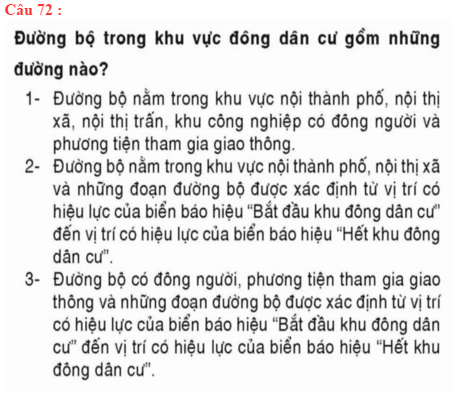 Câu 72 :
Đường bộ trong khu vực đông dân cư gồm những
đường nào?
1- Đường bộ nằm trong khu vực nội thành phố, nội thị
xã, nội thị trấn, khu công nghiệp có đông người và
phương tiện tham gia giao thông.
2- Đường bộ nằm trong khu vực nội thành phố, nội thị xã
và những đoạn đường bộ được xác định từ vị trí có
hiệu lực của biển báo hiệu “Bắt đầu khu đông dân cư”
đến vị trí có hiệu lực của biển báo hiệu “Hết khu đông
dân cư”.
3- Đường bộ có đông người, phương tiện tham gia giao
thông và những đoạn đường bộ được xác định từ vị trí
có hiệu lực của biển báo hiệu “Bắt đầu khu đông dân
cư” đến vị trí có hiệu lực của biển báo hiệu “Hết khu
đông dân cư”.